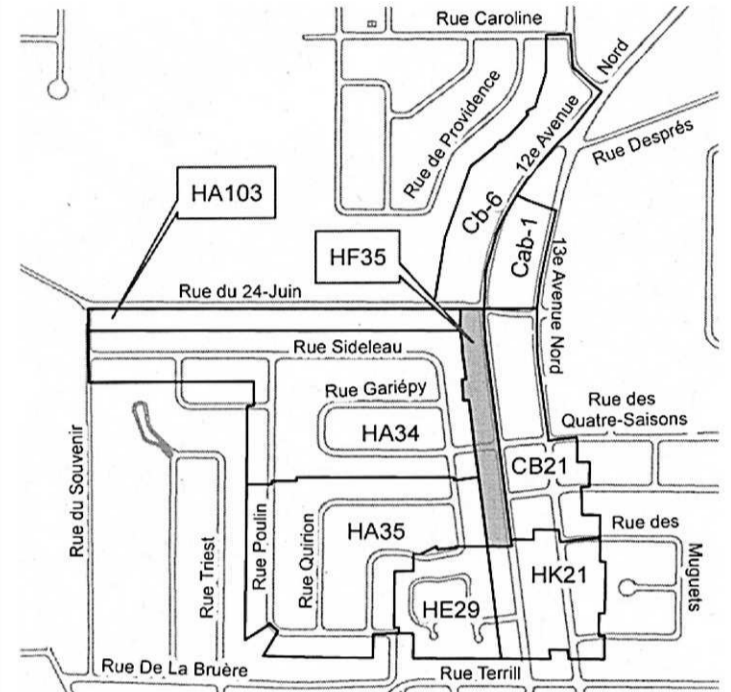 Rue Caroline
Nord
Rue de Providence
12e Avenue
Rue Després
HA103
Cb-6
HF35
Cab-1
13e Avenue Nord
Rue du 24-Juin
Rue Sideleau
Rue Gariépy
Rue des
Quatre-Saisons
HA34
CB21
Rue du Souvenir
Rue Triest
Rue Poulin
Rue Quirion
HA35
Rue des
Muguets
HK21
HE29
Rue De La Bruère
Rue Terrill